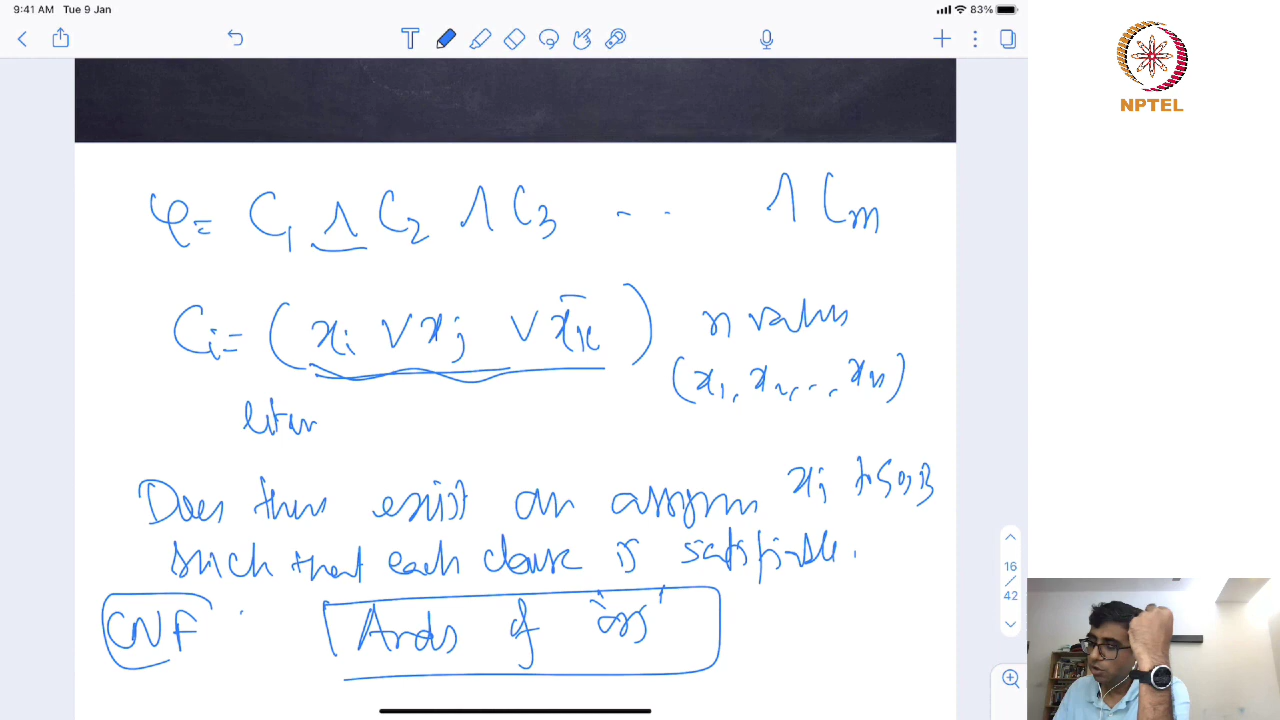 9:41 AM Tue 9 Jan 83%
NPTEL
φ= C₁ Λ C₂ Λ C₃ ... Λ Cₘ
Cᵢ= (xᵢ ∨ xⱼ ∨ x̄ₖ) n values
(x₁, x₂, .., xₙ)
liter
Does there exist an assignm xᵢ
such that each clause is satisfiable.
CNF Ands of 'ors'
16
/
42